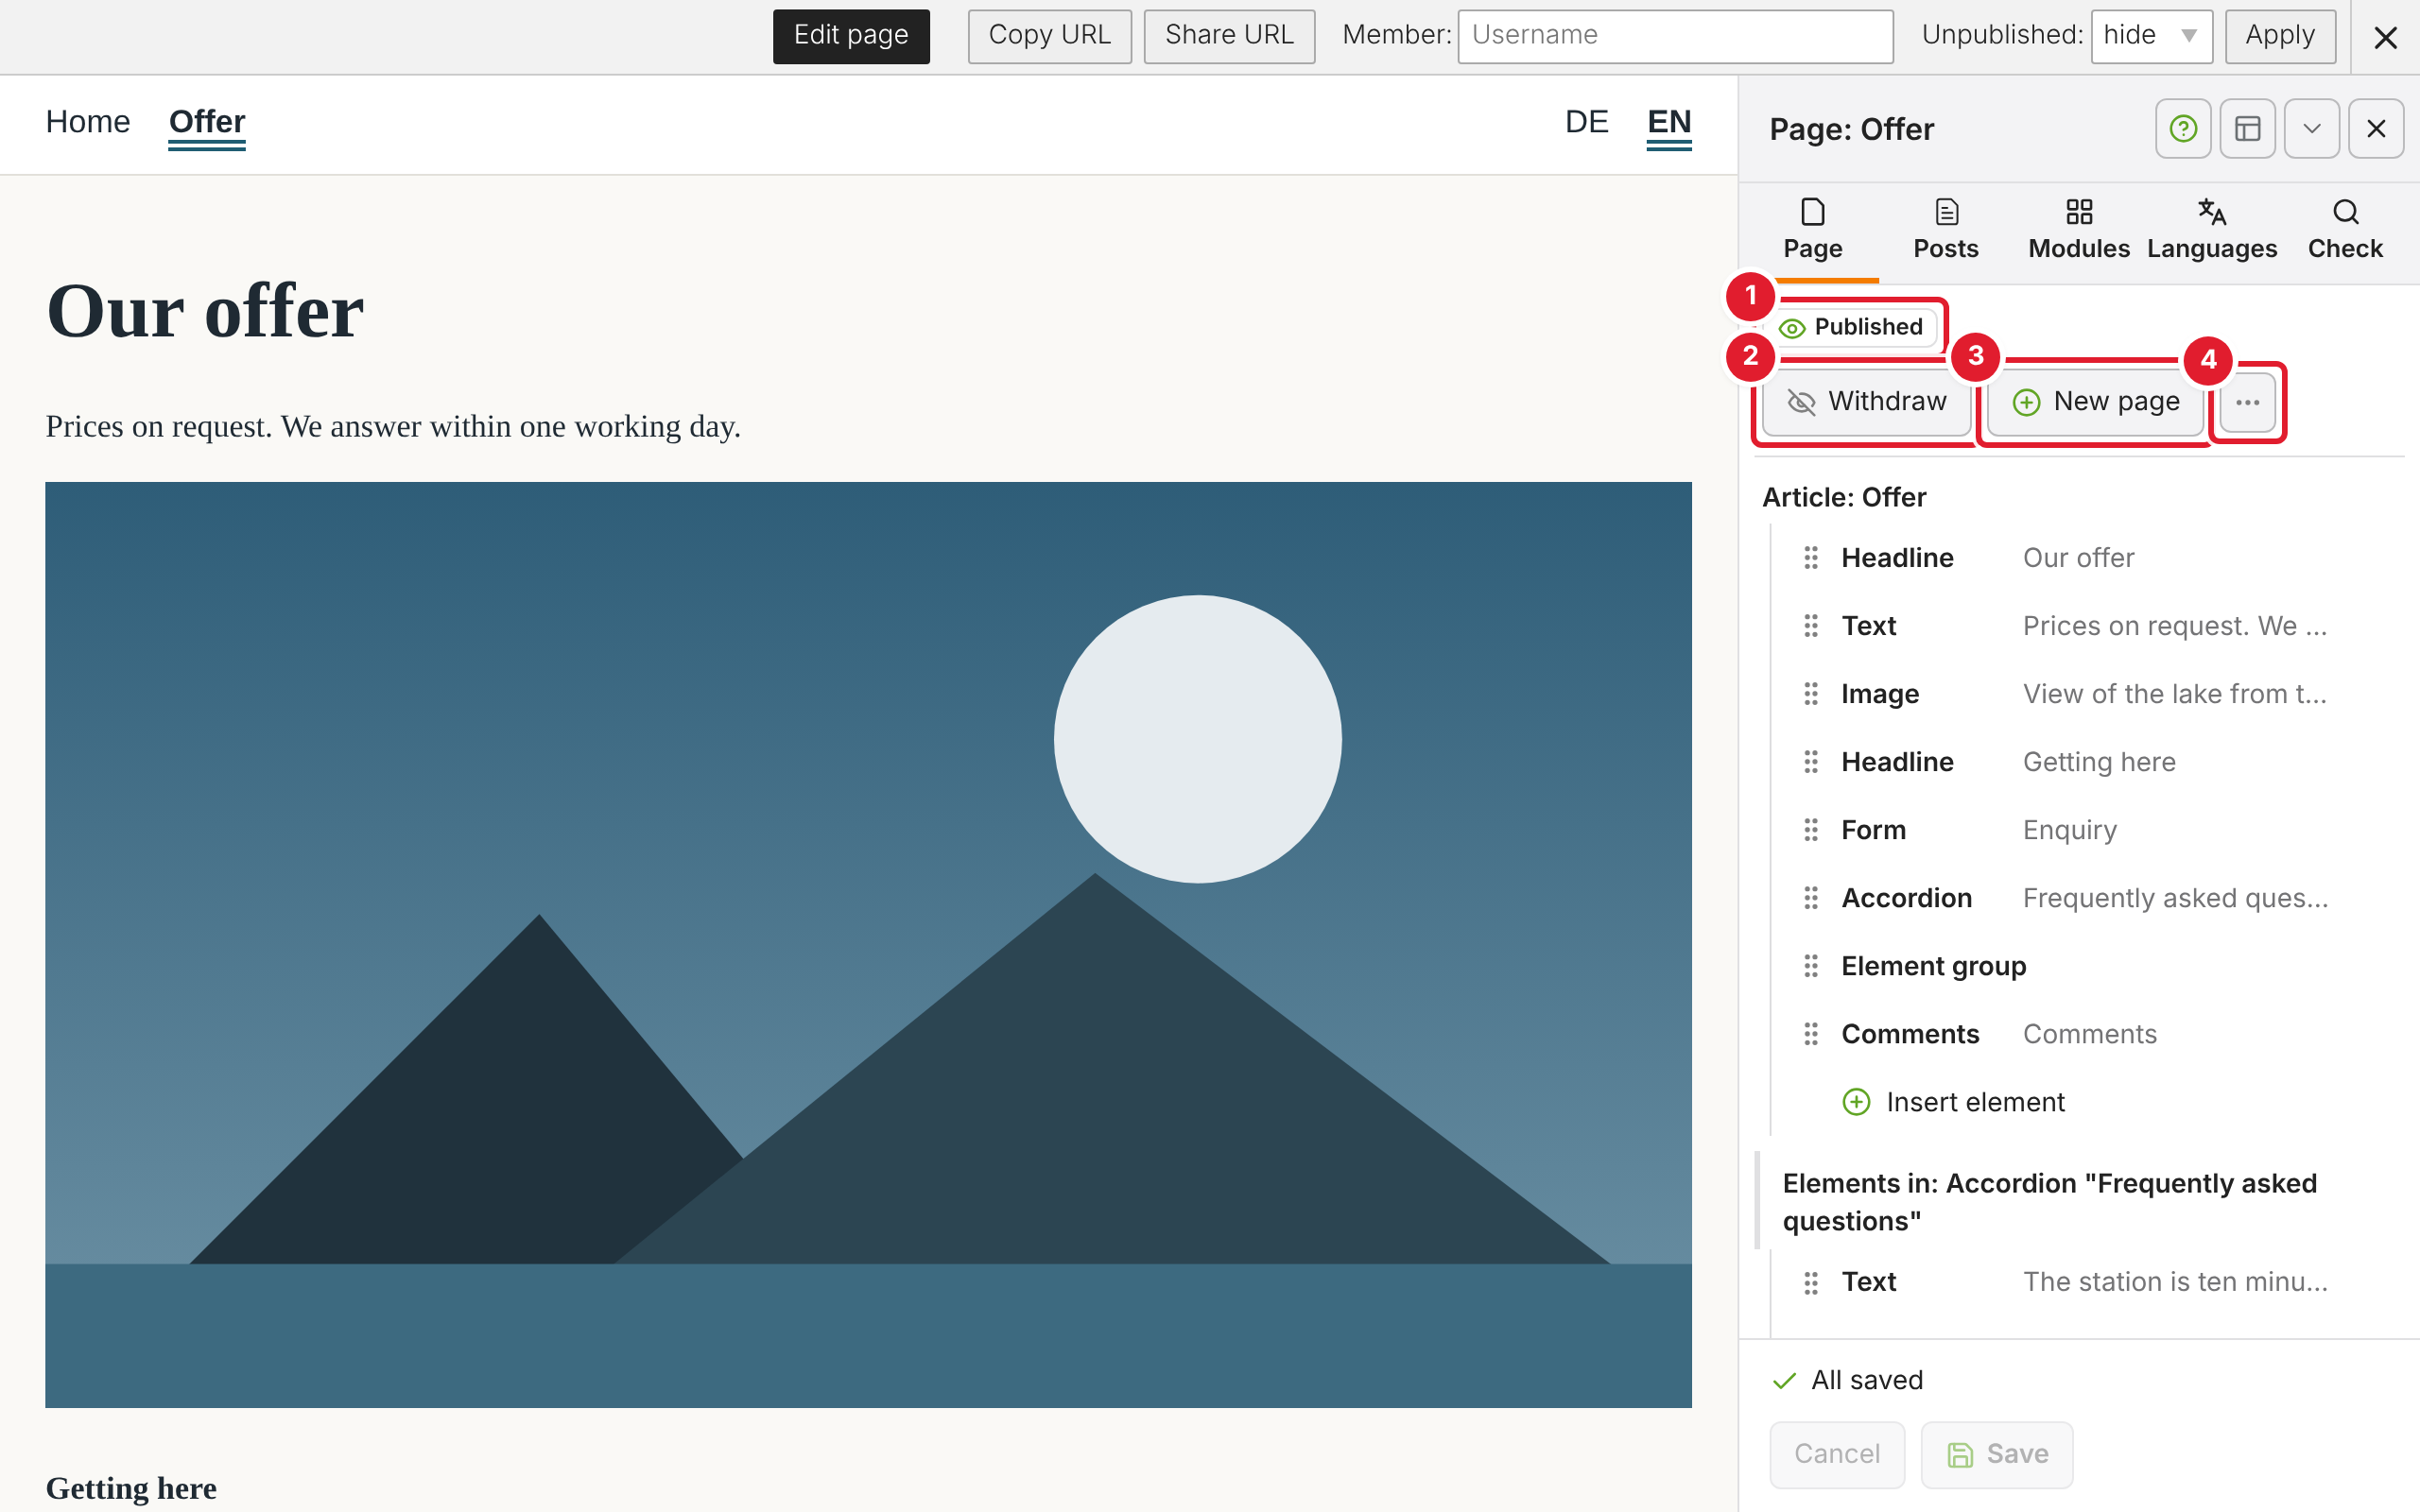 Edit page Copy URL Share URL Member: Username Unpublished: hide Apply
Home Offer DE EN
Our offer
Prices on request. We answer within one working day.
Getting here
Page: Offer
Page Posts Modules Languages Check
1 Published
2 Withdraw 3 New page 4
Article: Offer
Headline Our offer
Text Prices on request. We ...
Image View of the lake from t...
Headline Getting here
Form Enquiry
Accordion Frequently asked ques...
Element group
Comments Comments
Insert element
Elements in: Accordion "Frequently asked
questions"
Text The station is ten minu...
All saved
Cancel Save